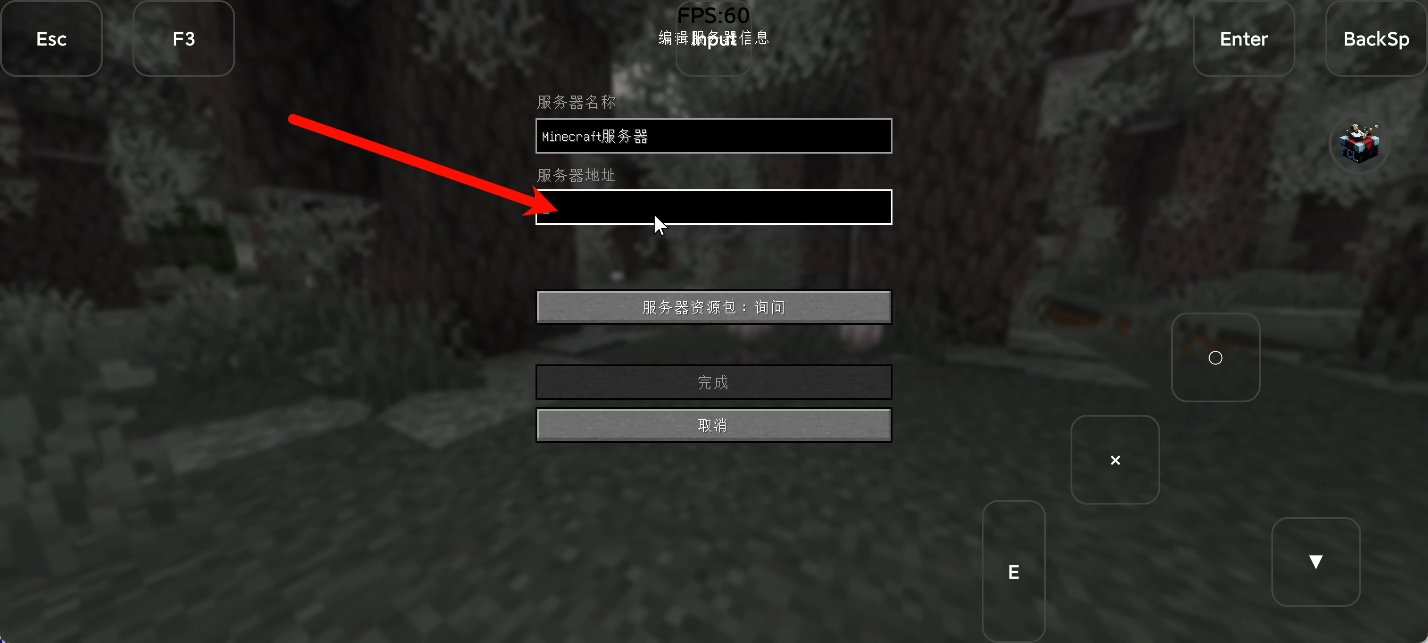 FPS:60
Esc
F3
编辑服务器信息
Input
Enter
BackSp
服务器名称
Minecraft服务器
服务器地址
服务器资源包：询问
○
完成
取消
×
E
▼